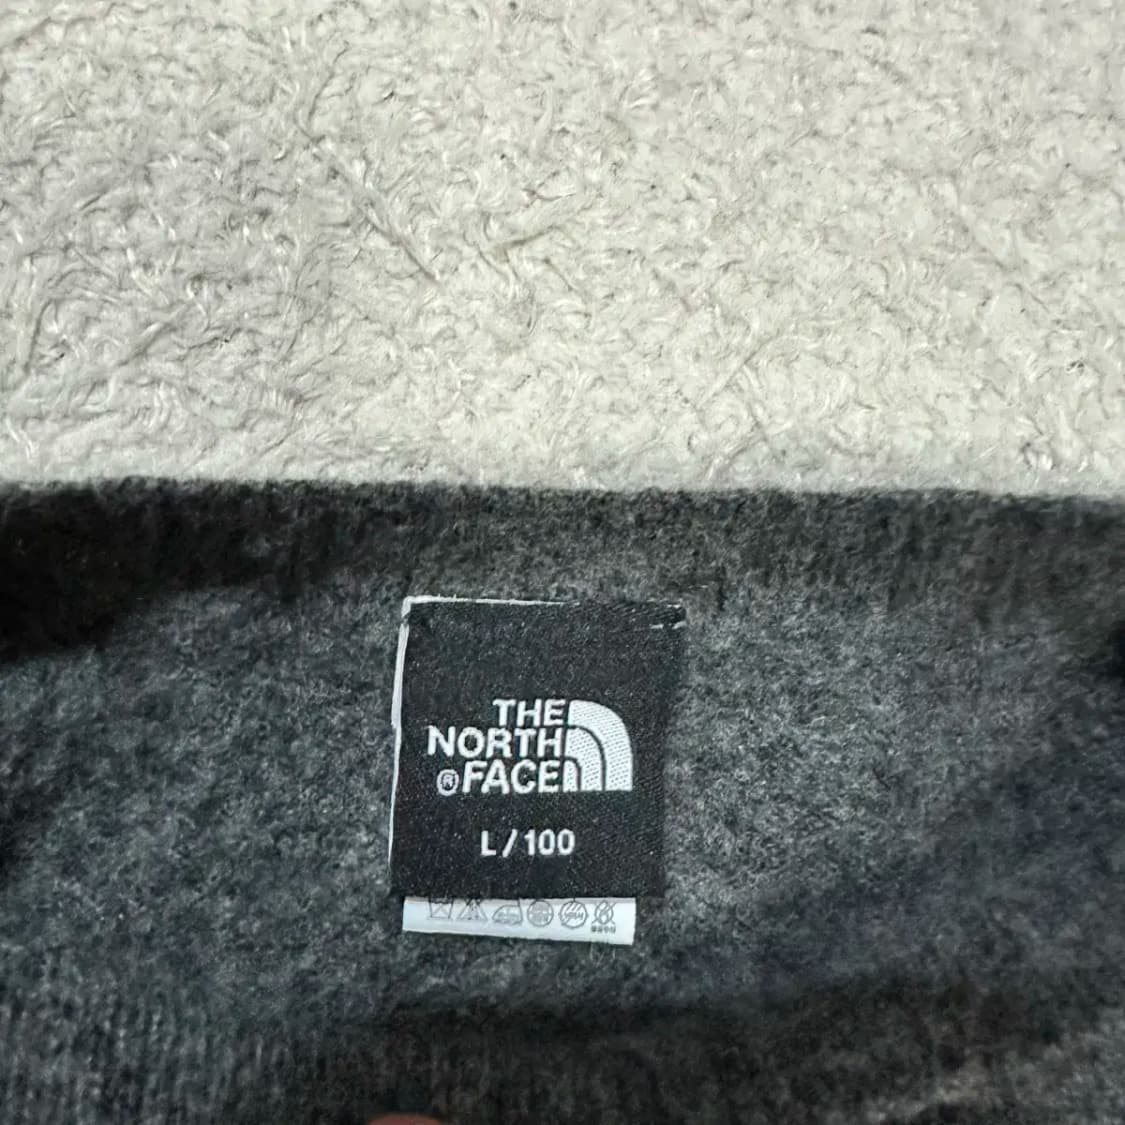 THE
NORTH
® FACE
L/100